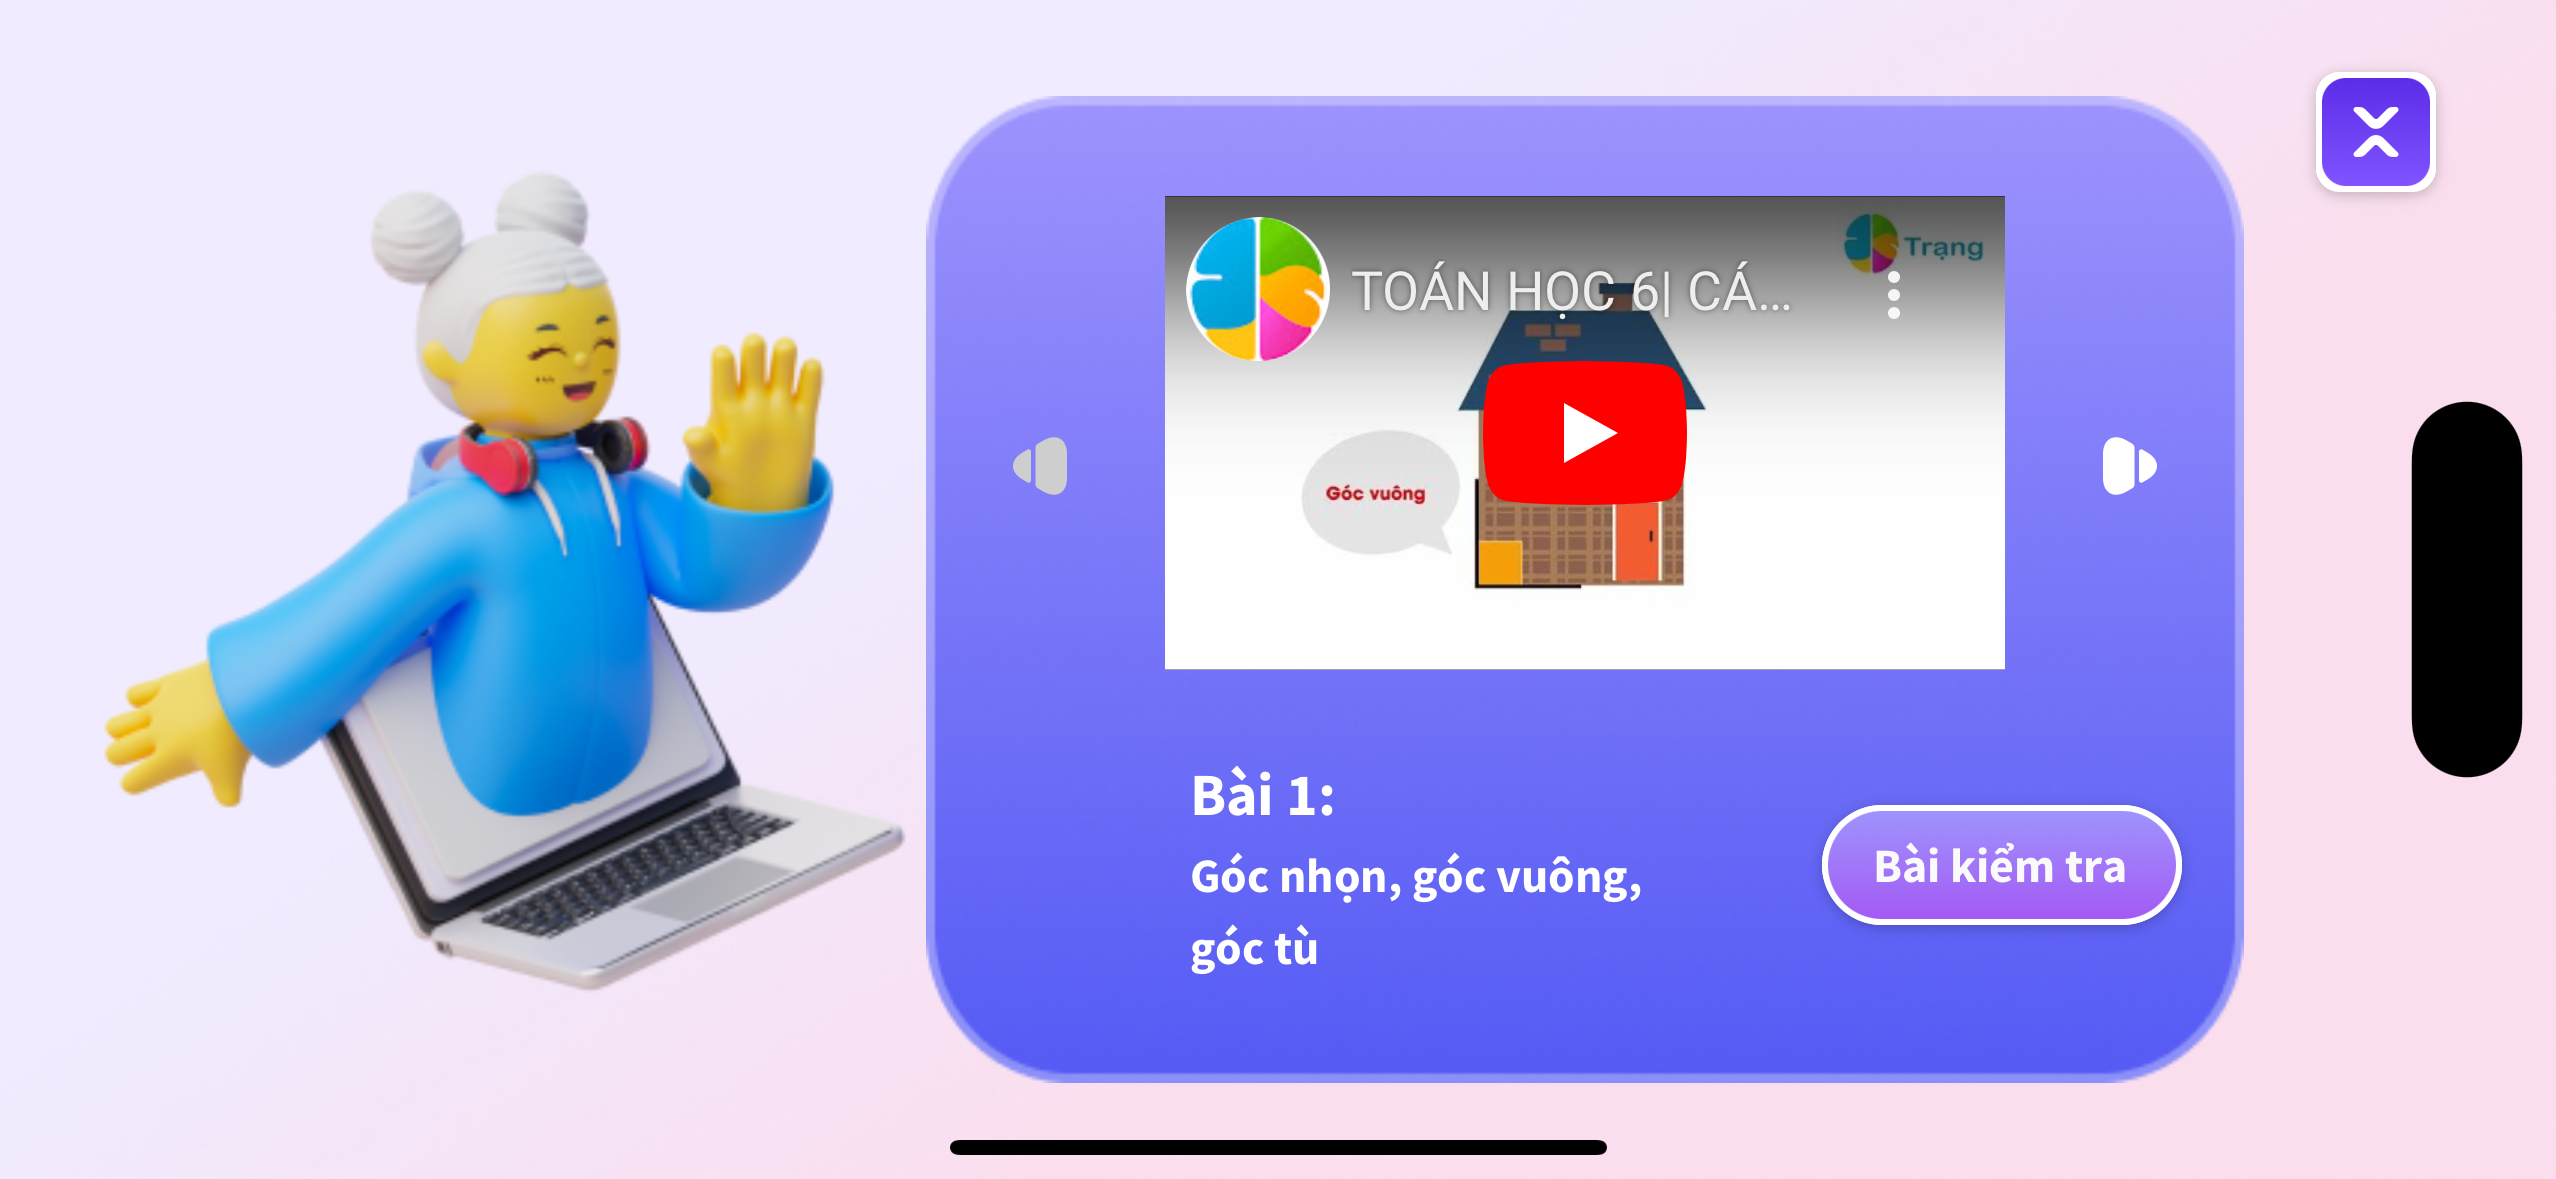 Trạng
TOÁN HỌC 6| CÁ...
Góc vuông
Bài 1:
Góc nhọn, góc vuông,
góc tù
Bài kiểm tra